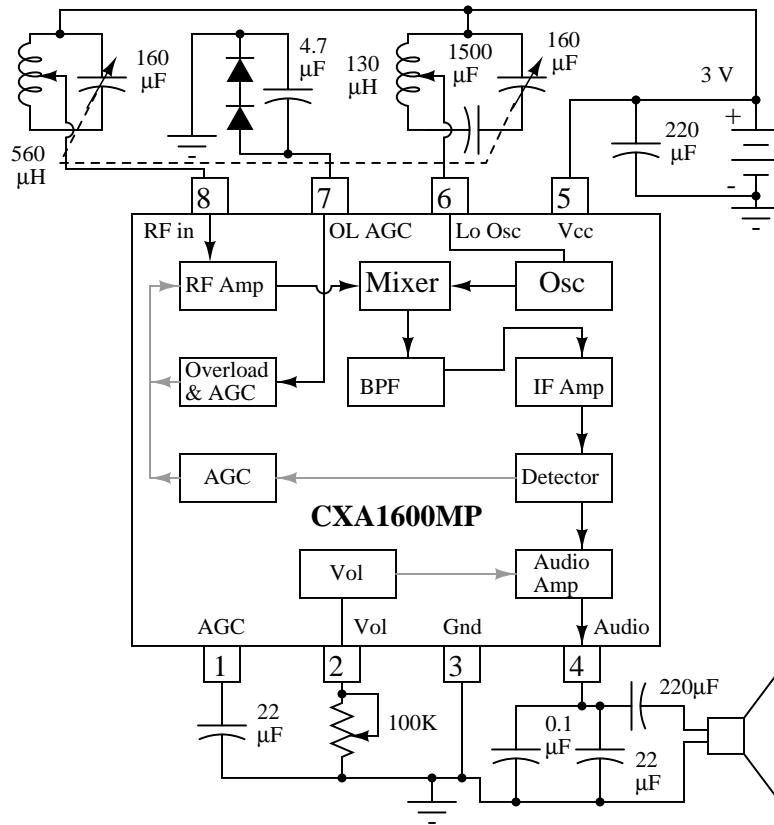 160
μF
4.7
μF
130
μH
1500
μF
160
μF
3 V
+
220
μF
-
560
μH
8
7
6
5
RF in
OL AGC
Lo Osc
Vcc
RF Amp
Mixer
Osc
Overload
& AGC
BPF
IF Amp
AGC
Detector
CXA1600MP
Vol
Audio
Amp
AGC
Vol
Gnd
Audio
1
2
3
4
22
μF
100K
220μF
0.1
μF
22
μF